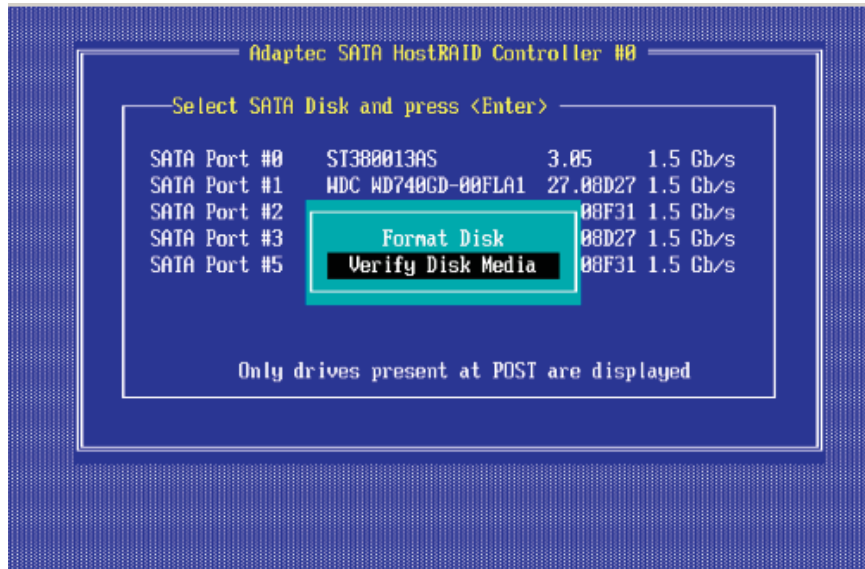 Adaptec SATA HostRAID Controller #0
Select SATA Disk and press <Enter>
SATA Port #0 ST380013AS 3.05 1.5 Gb/s
SATA Port #1 WDC WD740GD-00FLA1 27.08D27 1.5 Gb/s
SATA Port #2 08F31 1.5 Gb/s
SATA Port #3 Format Disk 08D27 1.5 Gb/s
SATA Port #5 Verify Disk Media 08F31 1.5 Gb/s
Only drives present at POST are displayed